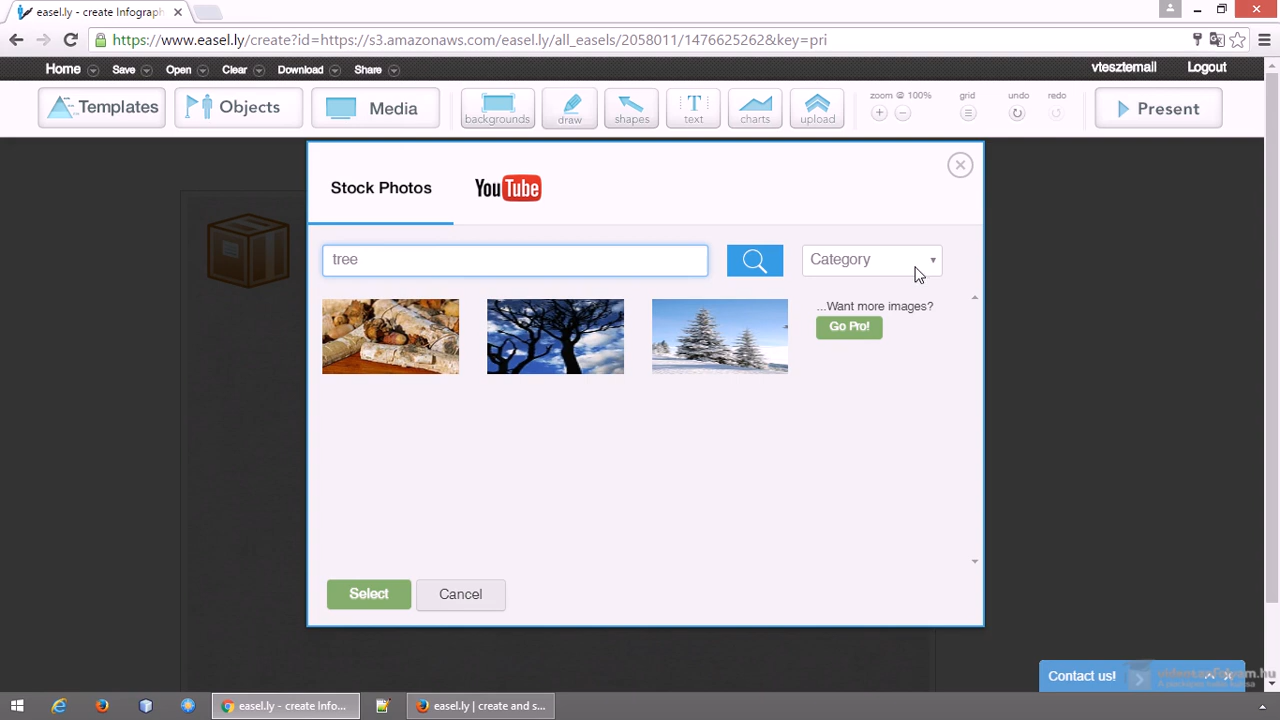 easel.ly - create Infograph
https://www.easel.ly/create?id=https://s3.amazonaws.com/easel.ly/all_easels/2058011/1476625262&key=pri
Home Save Open Clear Download Share vtesztemail Logout
Templates Objects Media backgrounds draw shapes text charts upload zoom @ 100% grid undo redo Present
Stock Photos YouTube
tree Category
...Want more images?
Go Pro!
Select Cancel
Contact us!
easel.ly - create Info... easel.ly | create and s...